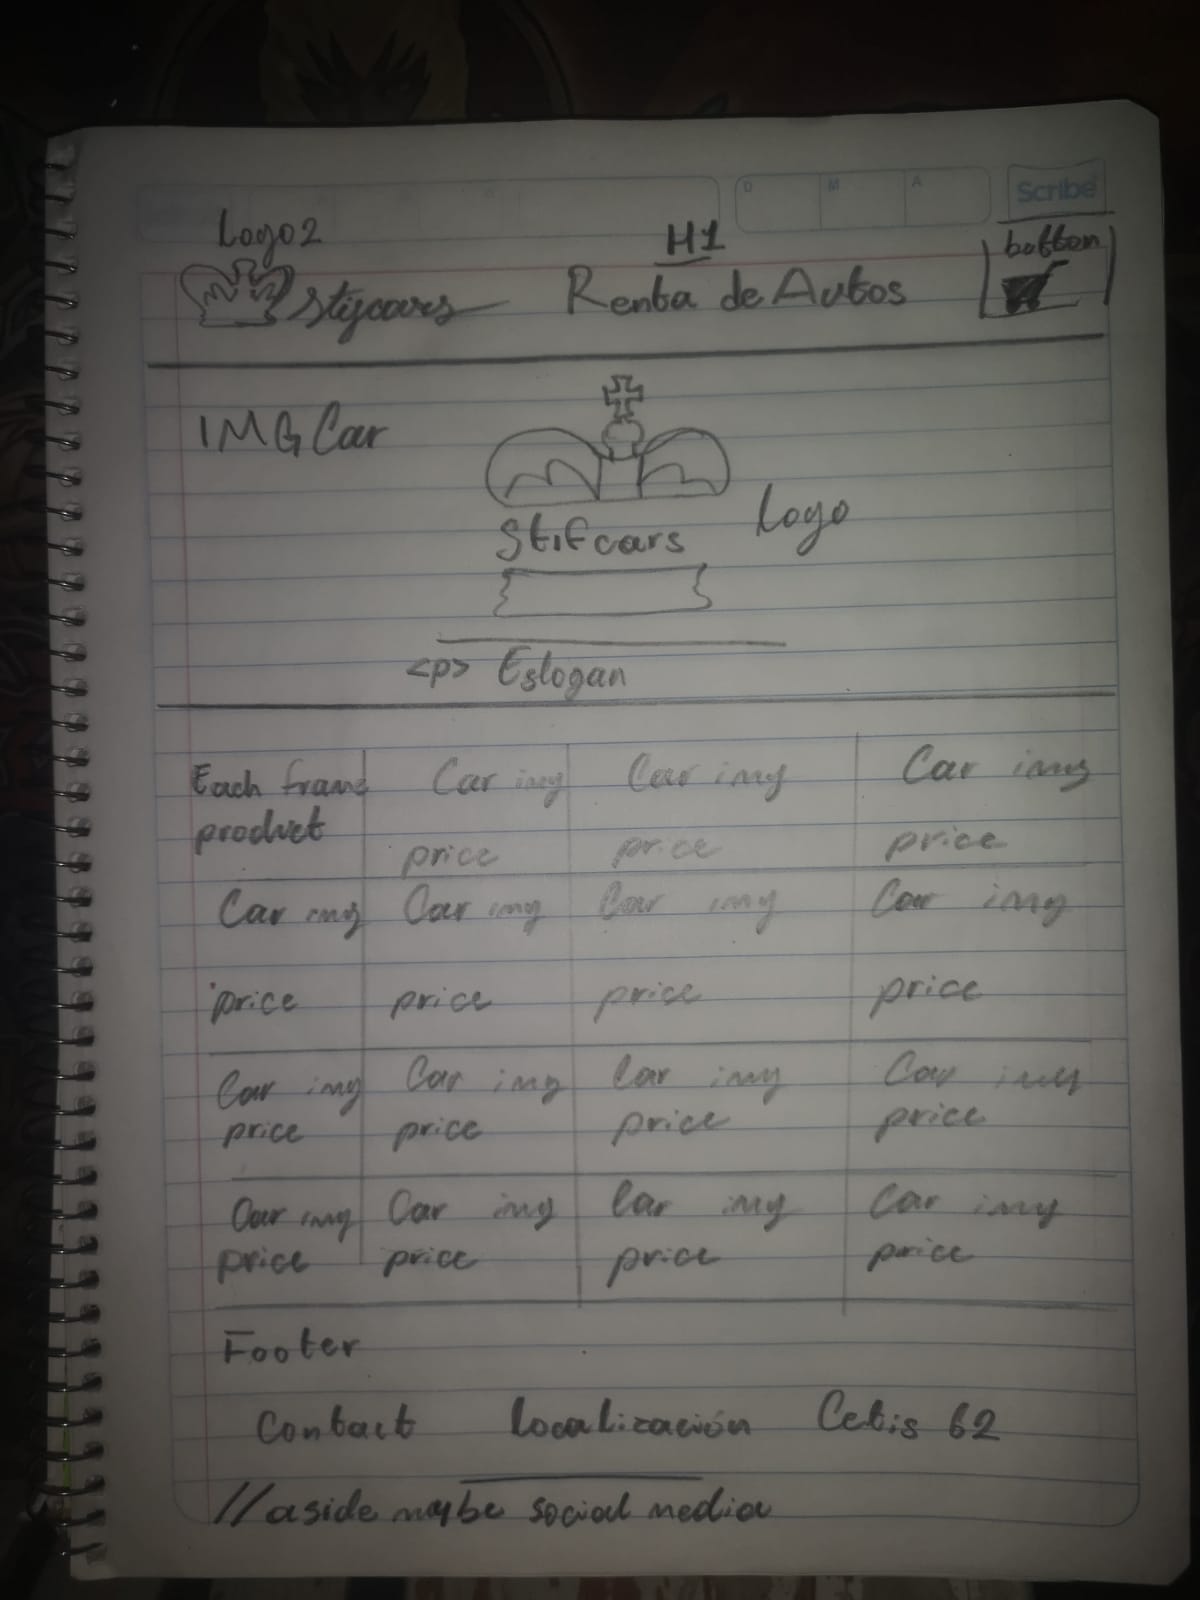 D M A Scribe
Logo2 H1 bottom
Stifcars Renta de Autos
IMG Car
Stifcars Logo
<p> Eslogan
Each frame Car img Car img Car img
product
price price price
Car img Car img Car img Car img
price price price price
Car img Car img Car img Car img
price price price price
Car img Car img Car img Car img
price price price price
Footer
Contact Localización Cetis 62
//aside maybe social media